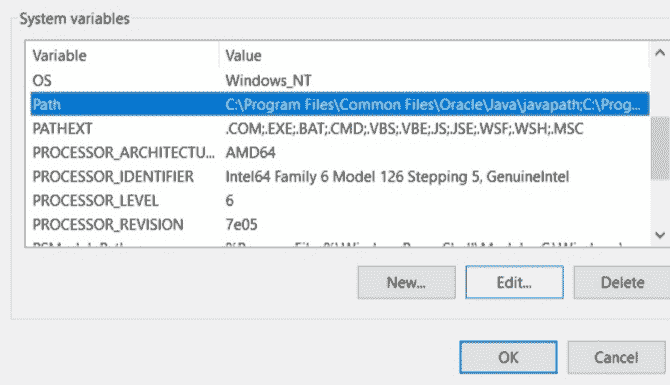 System variables
Variable Value
OS Windows_NT
Path C:\Program Files\Common Files\Oracle\Java\javapath;C:\Prog...
PATHEXT .COM;.EXE;.BAT;.CMD;.VBS;.VBE;.JS;.JSE;.WSF;.WSH;.MSC
PROCESSOR_ARCHITECTU... AMD64
PROCESSOR_IDENTIFIER Intel64 Family 6 Model 126 Stepping 5, GenuineIntel
PROCESSOR_LEVEL 6
PROCESSOR_REVISION 7e05
New... Edit... Delete
OK Cancel